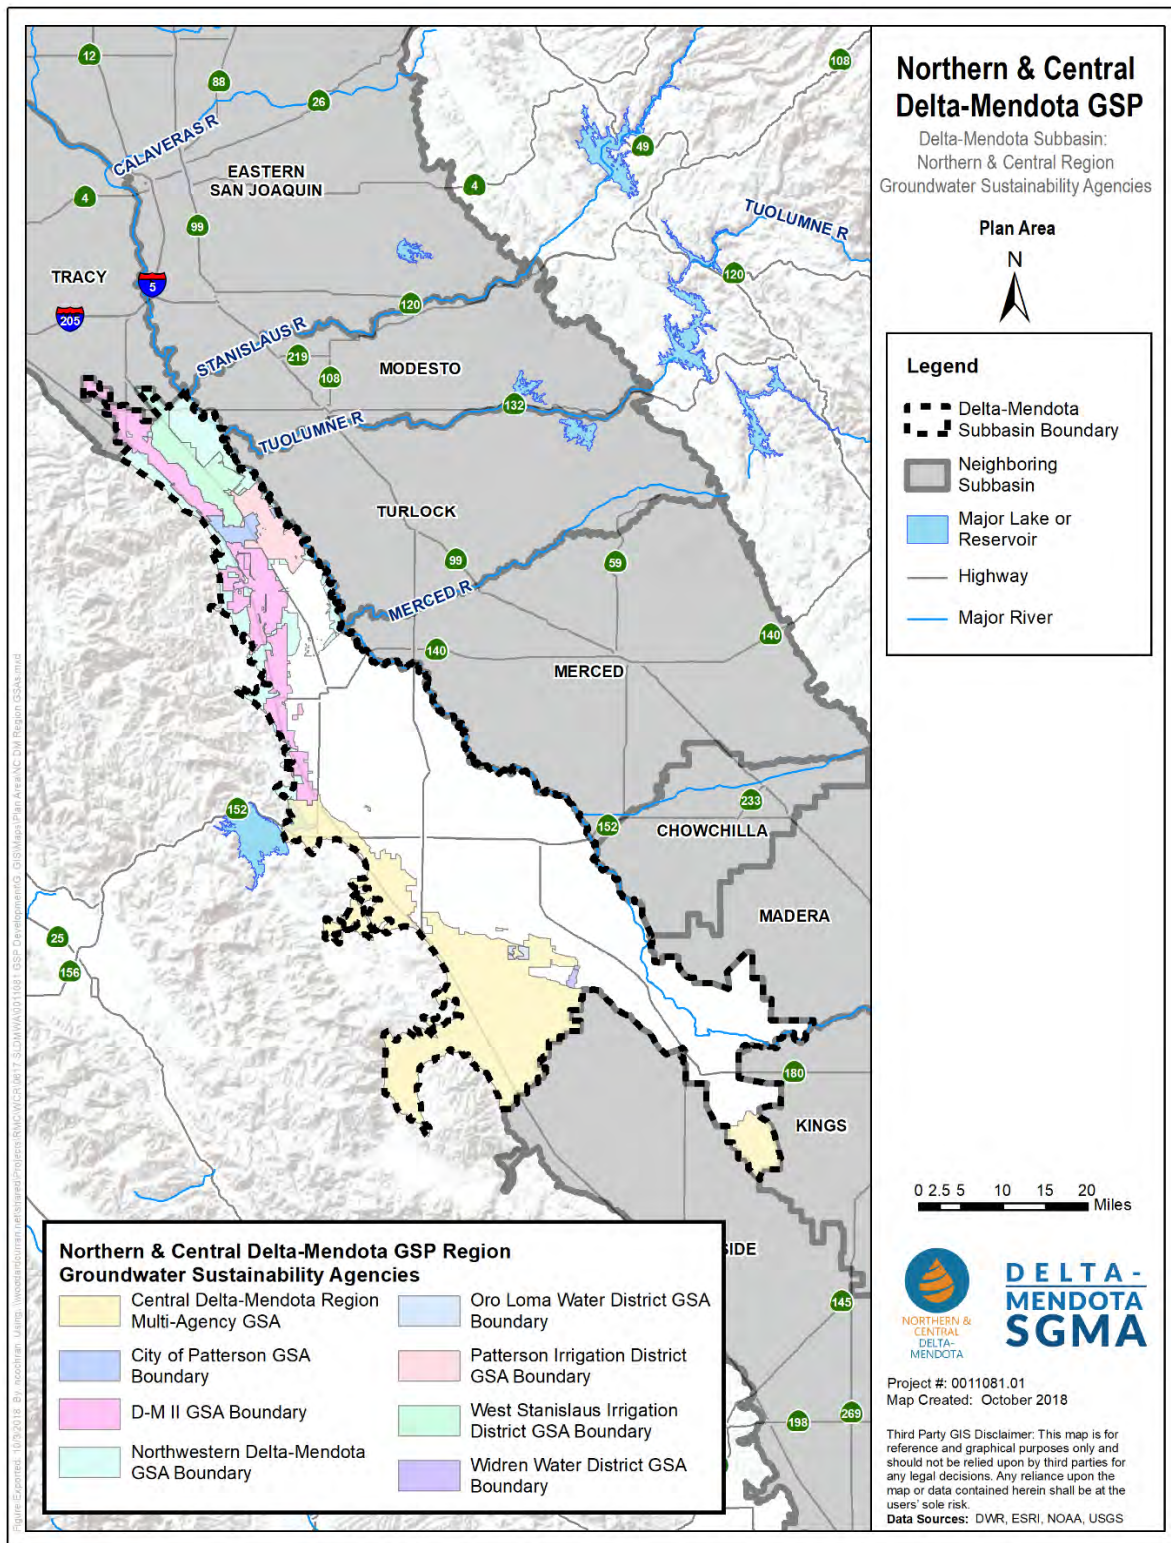 Northern & Central
Delta-Mendota GSP
Delta-Mendota Subbasin:
Northern & Central Region
Groundwater Sustainability Agencies
Plan Area
N
Legend
Delta-Mendota
Subbasin Boundary
Neighboring
Subbasin
Major Lake or
Reservoir
Highway
Major River
0 2.5 5 10 15 20
Miles
NORTHERN &
CENTRAL
DELTA-
MENDOTA
DELTA-
MENDOTA
SGMA
Project #: 0011081.01
Map Created: October 2018
Third Party GIS Disclaimer: This map is for
reference and graphical purposes only and
should not be relied upon by third parties for
any legal decisions. Any reliance upon the
map or data contained herein shall be at the
users' sole risk.
Data Sources: DWR, ESRI, NOAA, USGS
12
88
26
108
CALAVERAS R
49
EASTERN
SAN JOAQUIN
4
4
99
TUOLUMNE R
TRACY
5
120
205
120
STANISLAUS R
219
108
MODESTO
132
TUOLUMNE R
TURLOCK
99
59
MERCED R
140
140
MERCED
152
233
152
CHOWCHILLA
MADERA
25
156
180
KINGS
SIDE
145
198
269
Northern & Central Delta-Mendota GSP Region
Groundwater Sustainability Agencies
Central Delta-Mendota Region
Multi-Agency GSA
City of Patterson GSA
Boundary
D-M II GSA Boundary
Northwestern Delta-Mendota
GSA Boundary
Oro Loma Water District GSA
Boundary
Patterson Irrigation District
GSA Boundary
West Stanislaus Irrigation
District GSA Boundary
Widren Water District GSA
Boundary